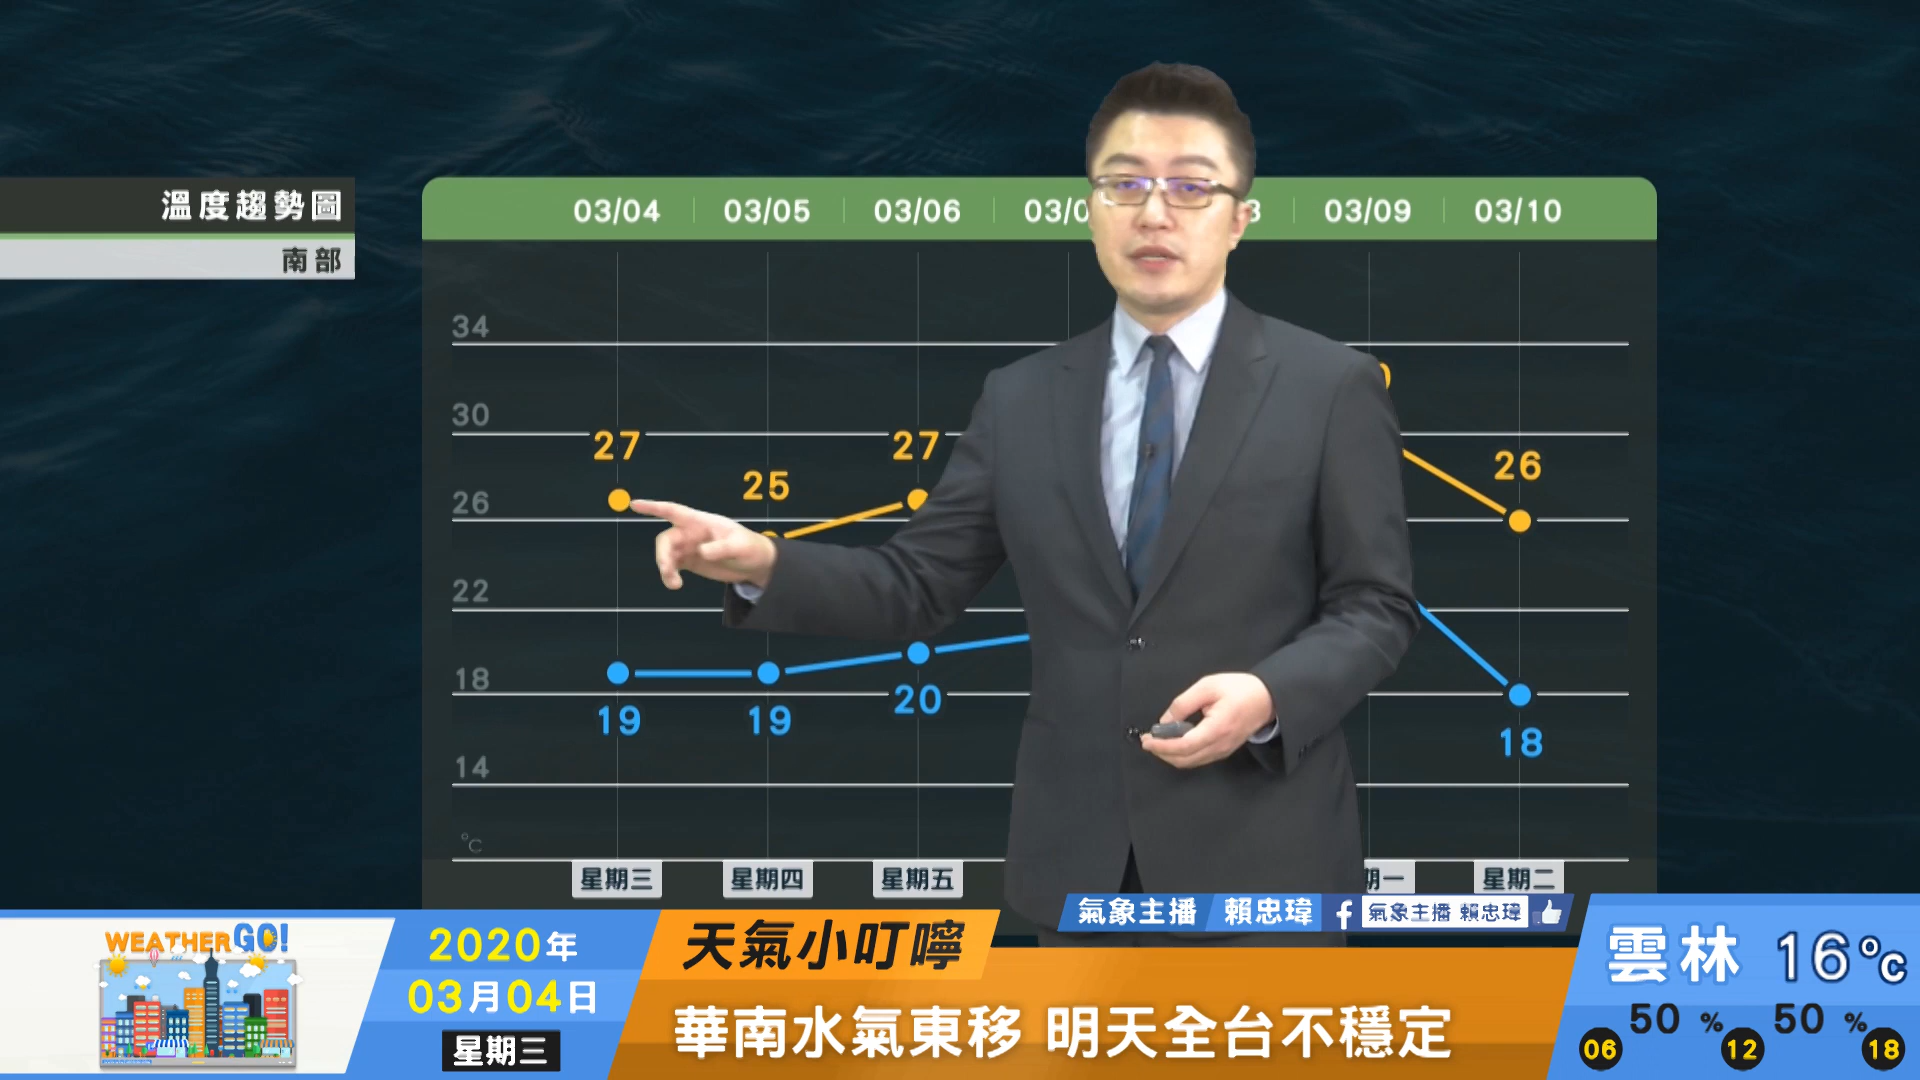 溫度趨勢圖
南部
03/04 03/05 03/06 03/09 03/10
34
30
26
22
18
14
°C
27 25 27 26
19 19 20 18
星期三 星期四 星期五 期一 星期二
氣象主播 賴忠瑋 f 氣象主播 賴忠瑋
WEATHER GO!
2020年
03月04日
星期三
天氣小叮嚀
華南水氣東移 明天全台不穩定
雲林 16°C
50 % 50 %
06 12 18